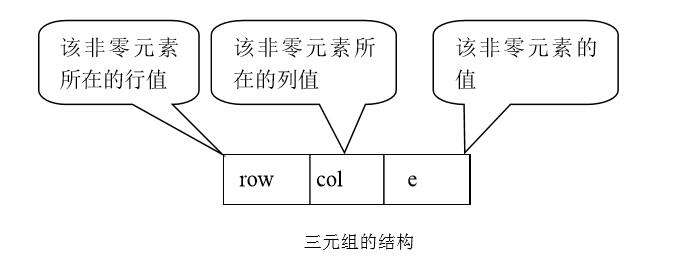 该非零元素
所在的行值
该非零元素所
在的列值
该非零元素的
值
row col e
三元组的结构